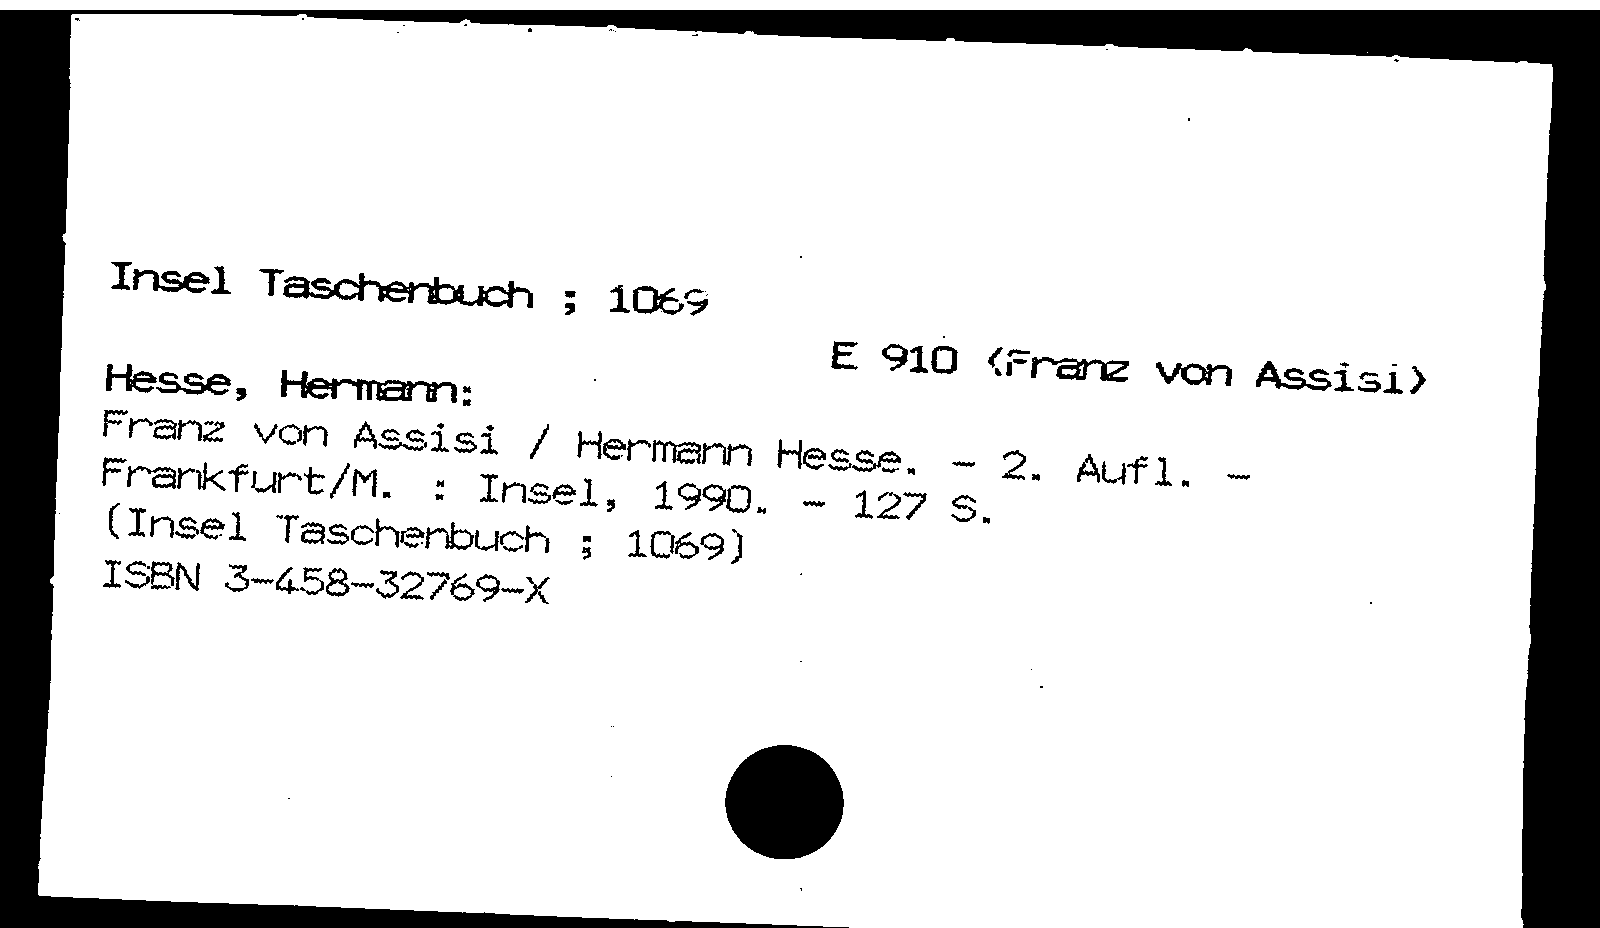 Insel Taschenbuch ; 1069
E 910 (Franz von Assisi)
Hesse, Hermann:
Franz von Assisi / Hermann Hesse. - 2. Aufl. -
Frankfurt/M. : Insel, 1990. - 127 S.
(Insel Taschenbuch ; 1069)
ISBN 3-458-32769-X